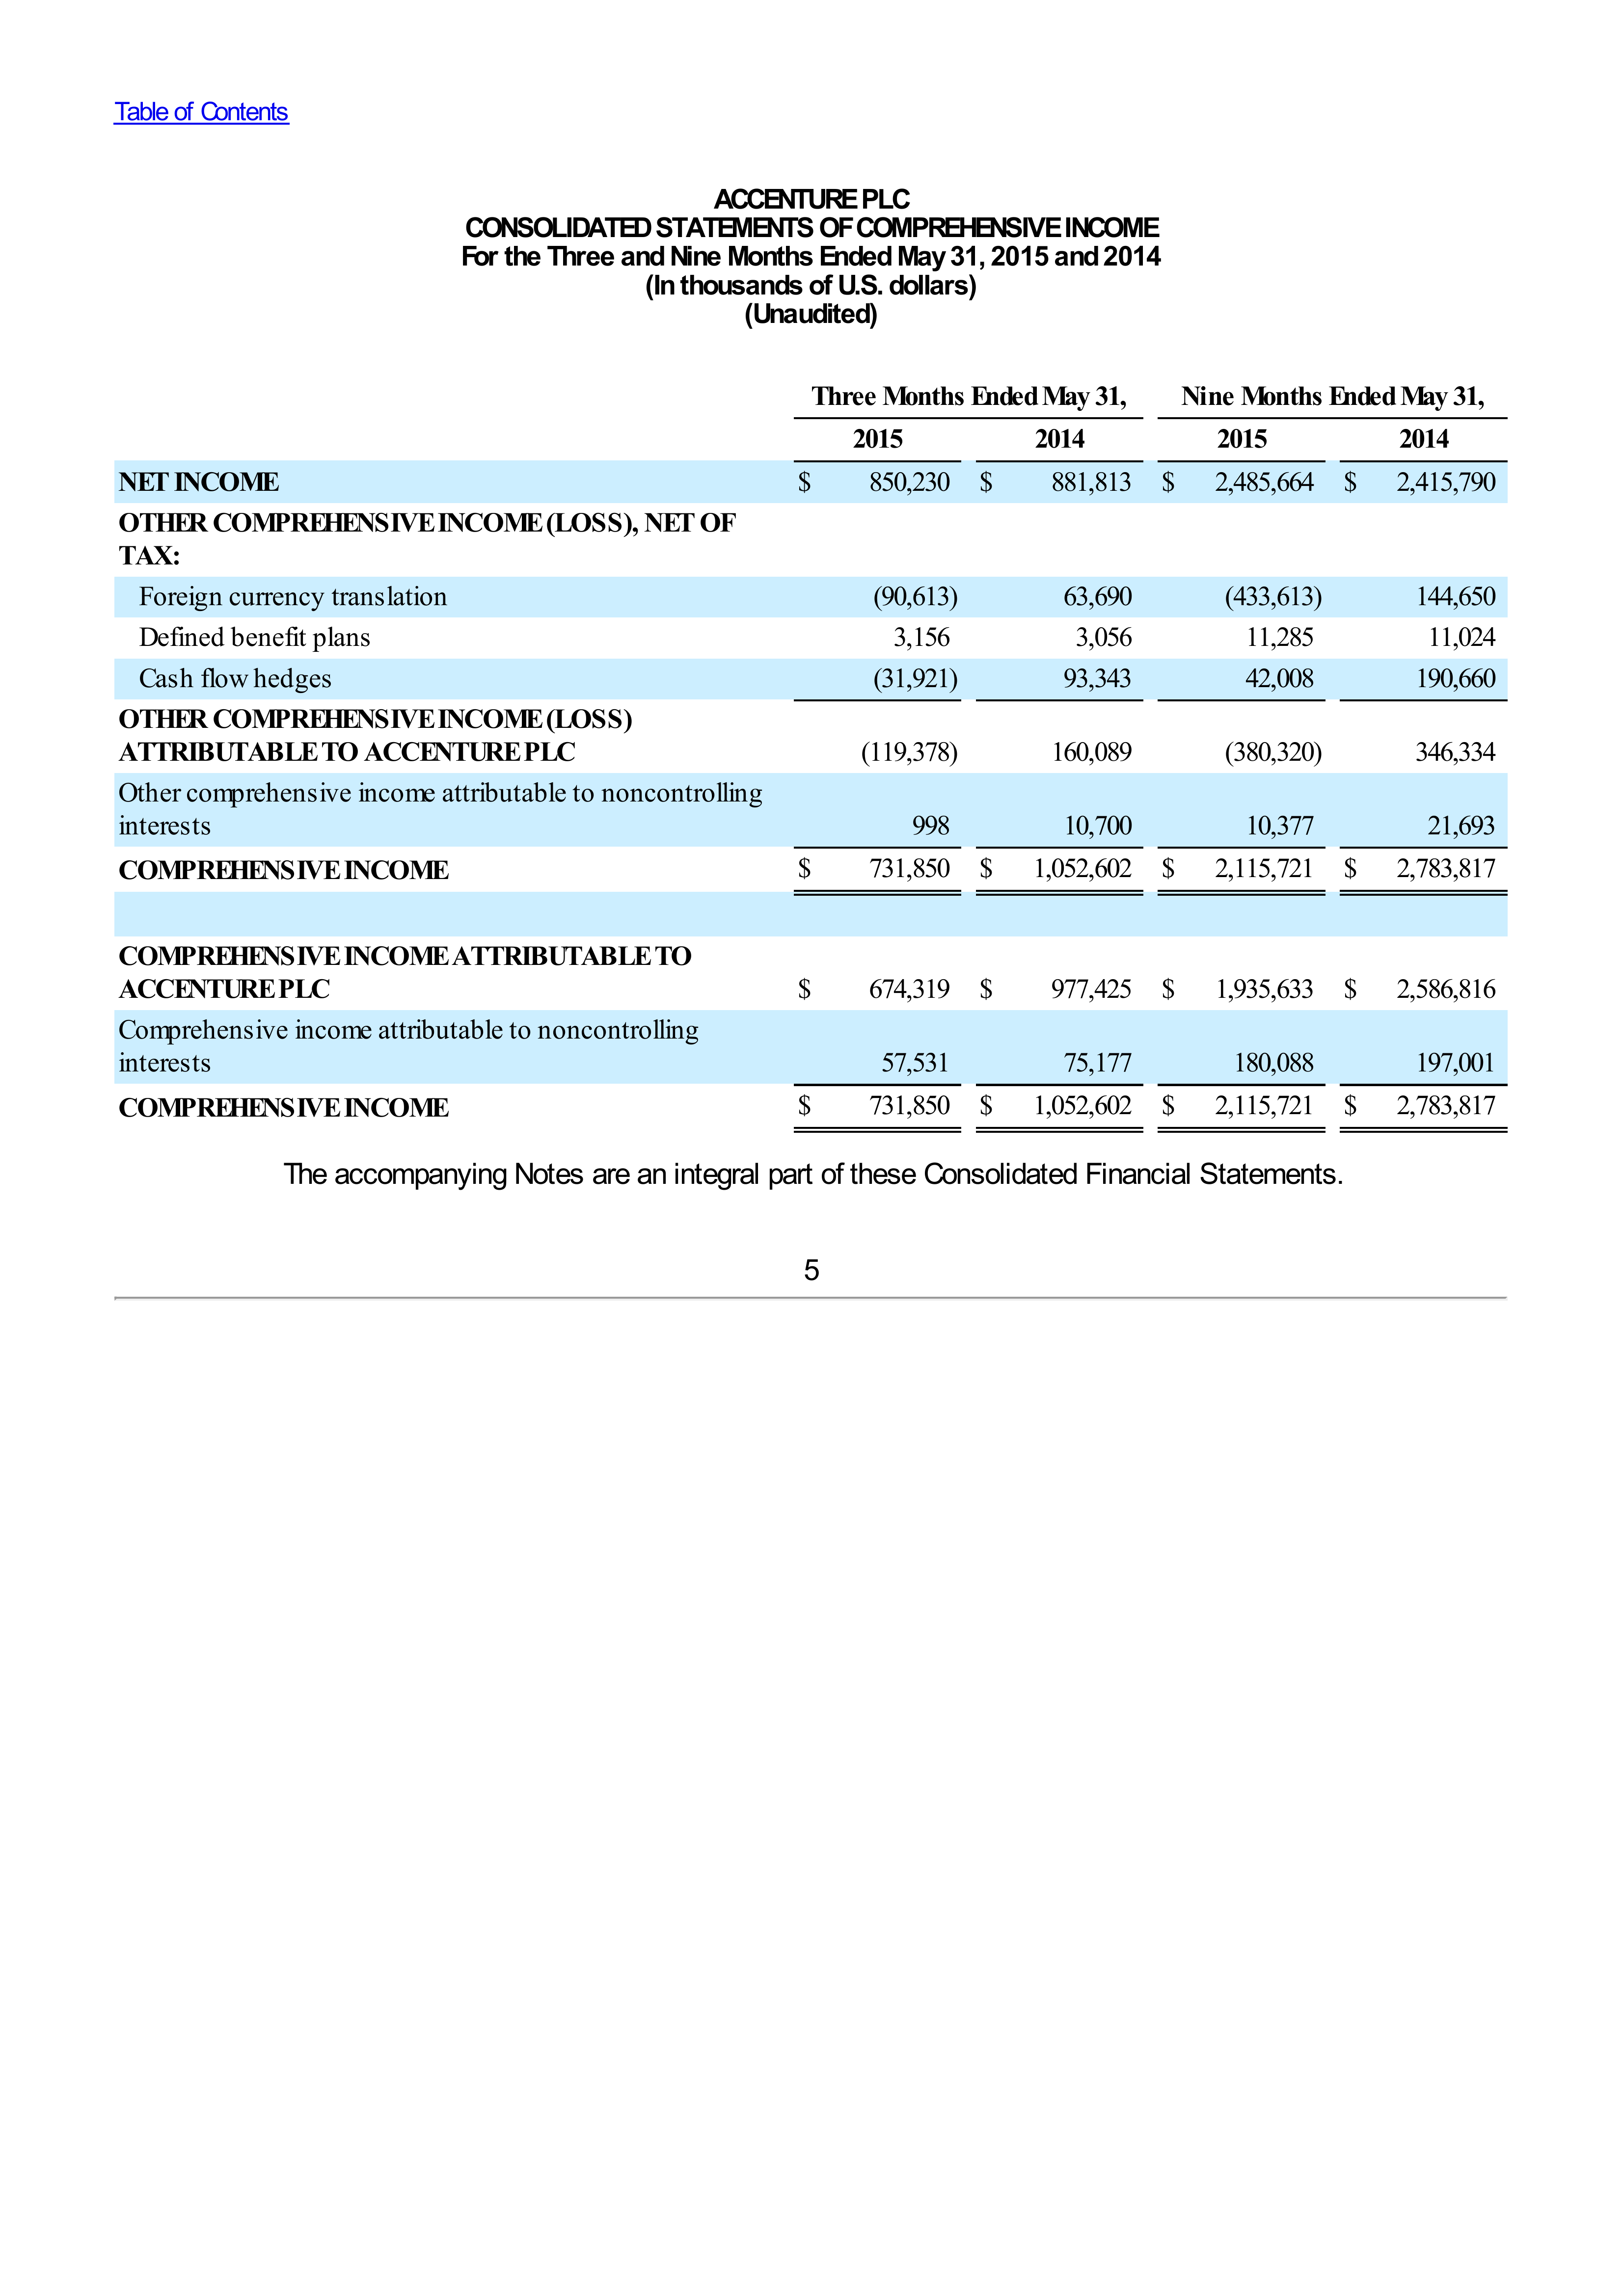 Table of Contents
ACCENTURE PLC
CONSOLIDATED STATEMENTS OF COMPREHENSIVE INCOME
For the Three and Nine Months Ended May 31, 2015 and 2014
(In thousands of U.S. dollars)
(Unaudited)
Three Months Ended May 31, Nine Months Ended May 31,
2015 2014 2015 2014
NET INCOME $ 850,230 $ 881,813 $ 2,485,664 $ 2,415,790
OTHER COMPREHENSIVE INCOME (LOSS), NET OF
TAX:
Foreign currency translation (90,613) 63,690 (433,613) 144,650
Defined benefit plans 3,156 3,056 11,285 11,024
Cash flow hedges (31,921) 93,343 42,008 190,660
OTHER COMPREHENSIVE INCOME (LOSS)
ATTRIBUTABLE TO ACCENTURE PLC (119,378) 160,089 (380,320) 346,334
Other comprehensive income attributable to noncontrolling
interests 998 10,700 10,377 21,693
COMPREHENSIVE INCOME $ 731,850 $ 1,052,602 $ 2,115,721 $ 2,783,817
COMPREHENSIVE INCOME ATTRIBUTABLE TO
ACCENTURE PLC $ 674,319 $ 977,425 $ 1,935,633 $ 2,586,816
Comprehensive income attributable to noncontrolling
interests 57,531 75,177 180,088 197,001
COMPREHENSIVE INCOME $ 731,850 $ 1,052,602 $ 2,115,721 $ 2,783,817
The accompanying Notes are an integral part of these Consolidated Financial Statements.
5